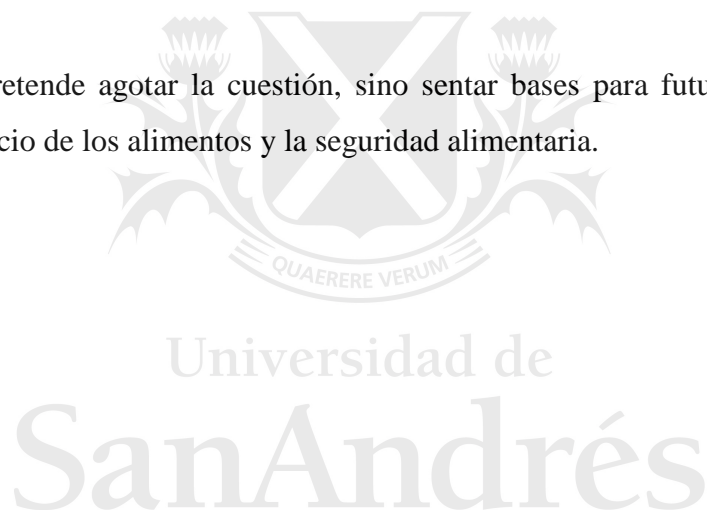 retende agotar la cuestión, sino sentar bases para futu
cio de los alimentos y la seguridad alimentaria.
QUAERERE VERUM
Universidad de
SanAndrés